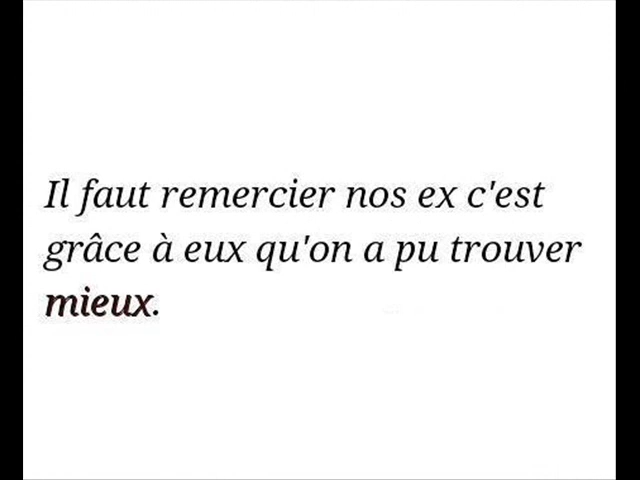 Il faut remercier nos ex c'est
grâce à eux qu'on a pu trouver
mieux.